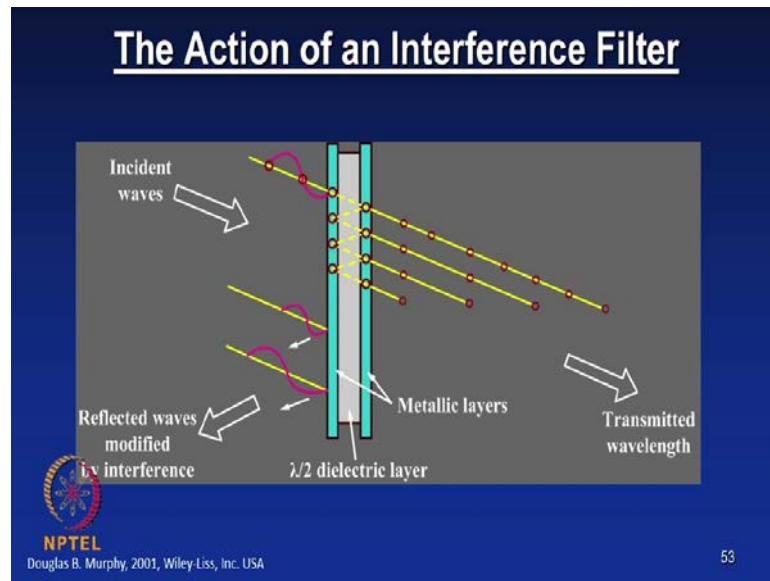 The Action of an Interference Filter
Incident
waves
Reflected waves
modified
by interference
Metallic layers
λ/2 dielectric layer
Transmitted
wavelength
NPTEL
Douglas B. Murphy, 2001, Wiley-Liss, Inc. USA
53